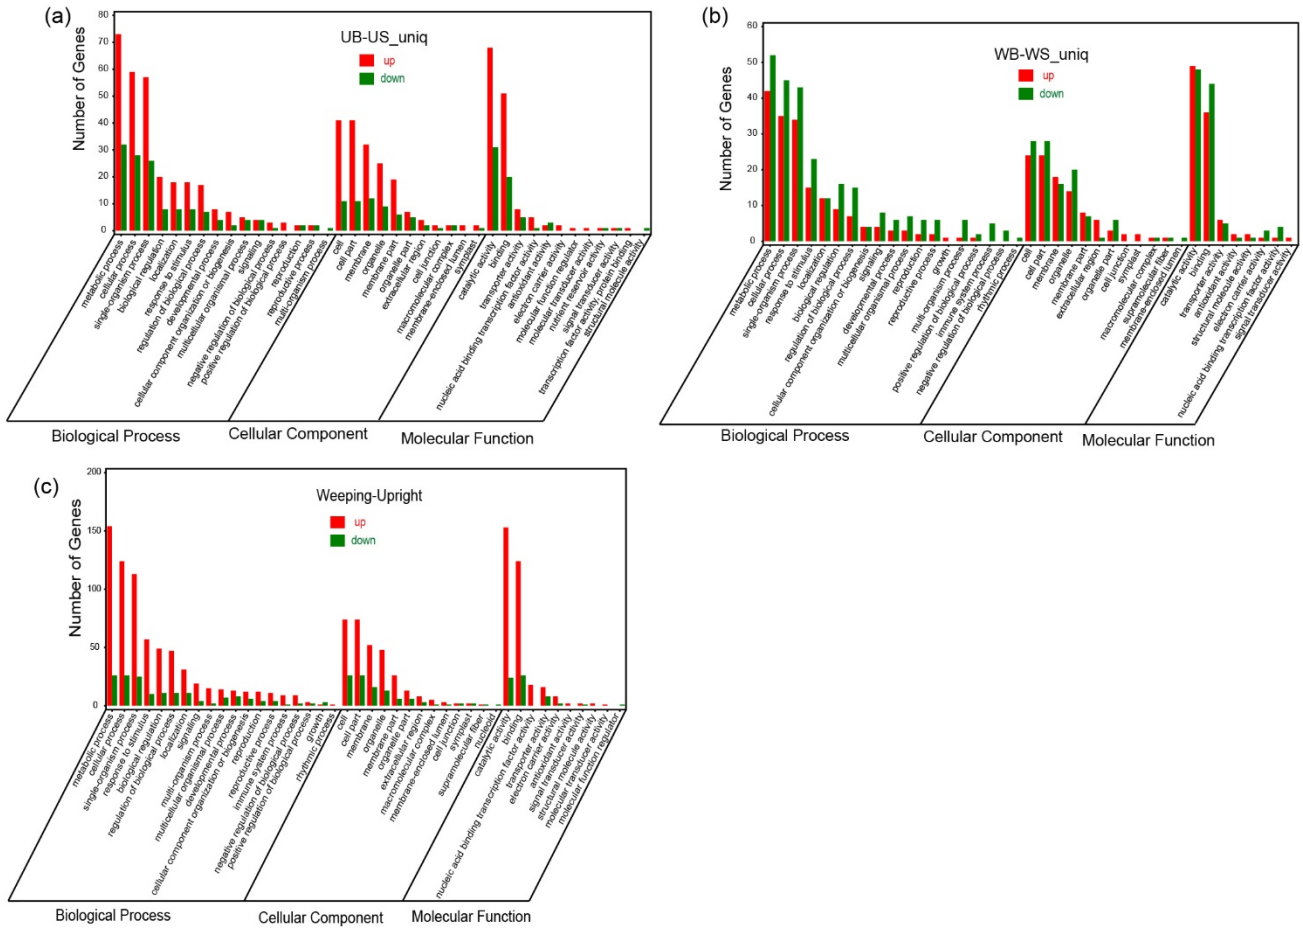 (a)
UB-US_uniq
up
down
Number of Genes
80
70
60
50
40
30
20
10
0
metabolic process
cellular process
single-organism process
biological regulation
localization
response to stimulus
regulation of biological process
developmental process
cellular component organization or biogenesis
multicellular organismal process
signaling
negative regulation of biological process
positive regulation of biological process
reproduction
reproductive process
multi-organism process
cell
cell part
membrane
organelle
membrane part
organelle part
extracellular region
cell junction
macromolecular complex
membrane-enclosed lumen
symplast
catalytic activity
binding
transporter activity
nucleic acid binding transcription factor activity
antioxidant activity
electron carrier activity
molecular function regulator
molecular transducer activity
nutrient reservoir activity
signal transducer activity
transcription factor activity, protein binding
structural molecule activity
Biological Process
Cellular Component
Molecular Function
(b)
WB-WS_uniq
up
down
Number of Genes
60
50
40
30
20
10
0
metabolic process
cellular process
single-organism process
response to stimulus
localization
biological regulation
regulation of biological process
cellular component organization or biogenesis
signaling
developmental process
multicellular organismal process
reproduction
reproductive process
growth
multi-organism process
positive regulation of biological process
immune system process
negative regulation of biological process
rhythmic process
cell
cell part
membrane
organelle
membrane part
extracellular region
organelle part
cell junction
symplast
macromolecular complex
supramolecular fiber
membrane-enclosed lumen
catalytic activity
binding
transporter activity
antioxidant activity
structural molecule activity
electron carrier activity
nucleic acid binding transcription factor activity
signal transducer activity
Biological Process
Cellular Component
Molecular Function
(c)
Weeping-Upright
up
down
Number of Genes
200
150
100
50
0
metabolic process
cellular process
single-organism process
response to stimulus
biological regulation
regulation of biological process
localization
signaling
multi-organism process
multicellular organismal process
developmental process
cellular component organization or biogenesis
reproduction
reproductive process
immune system process
negative regulation of biological process
positive regulation of biological process
growth
rhythmic process
cell
cell part
membrane
organelle
membrane part
organelle part
extracellular region
macromolecular complex
membrane-enclosed lumen
cell junction
symplast
supramolecular fiber
nucleoid
catalytic activity
binding
nucleic acid binding transcription factor activity
transporter activity
electron carrier activity
antioxidant activity
signal transducer activity
structural molecule activity
molecular transducer activity
molecular function regulator
Biological Process
Cellular Component
Molecular Function